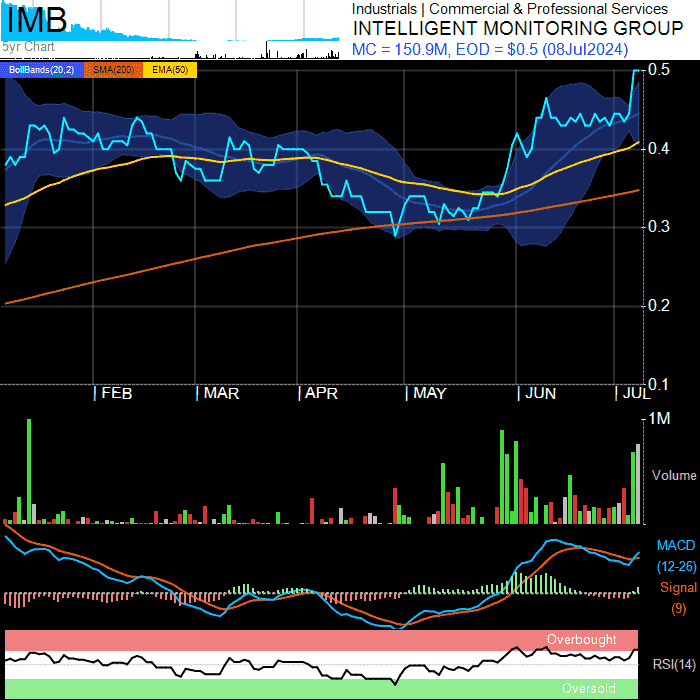 IMB
5yr Chart
Industrials | Commercial & Professional Services
INTELLIGENT MONITORING GROUP
MC = 150.9M, EOD = $0.5 (08Jul2024)
BollBands(20,2) SMA(200) EMA(50)
0.5
0.4
0.3
0.2
0.1
| FEB | MAR | APR | MAY | JUN | JUL
1M
Volume
MACD
(12-26)
Signal
(9)
Overbought
RSI(14)
Oversold